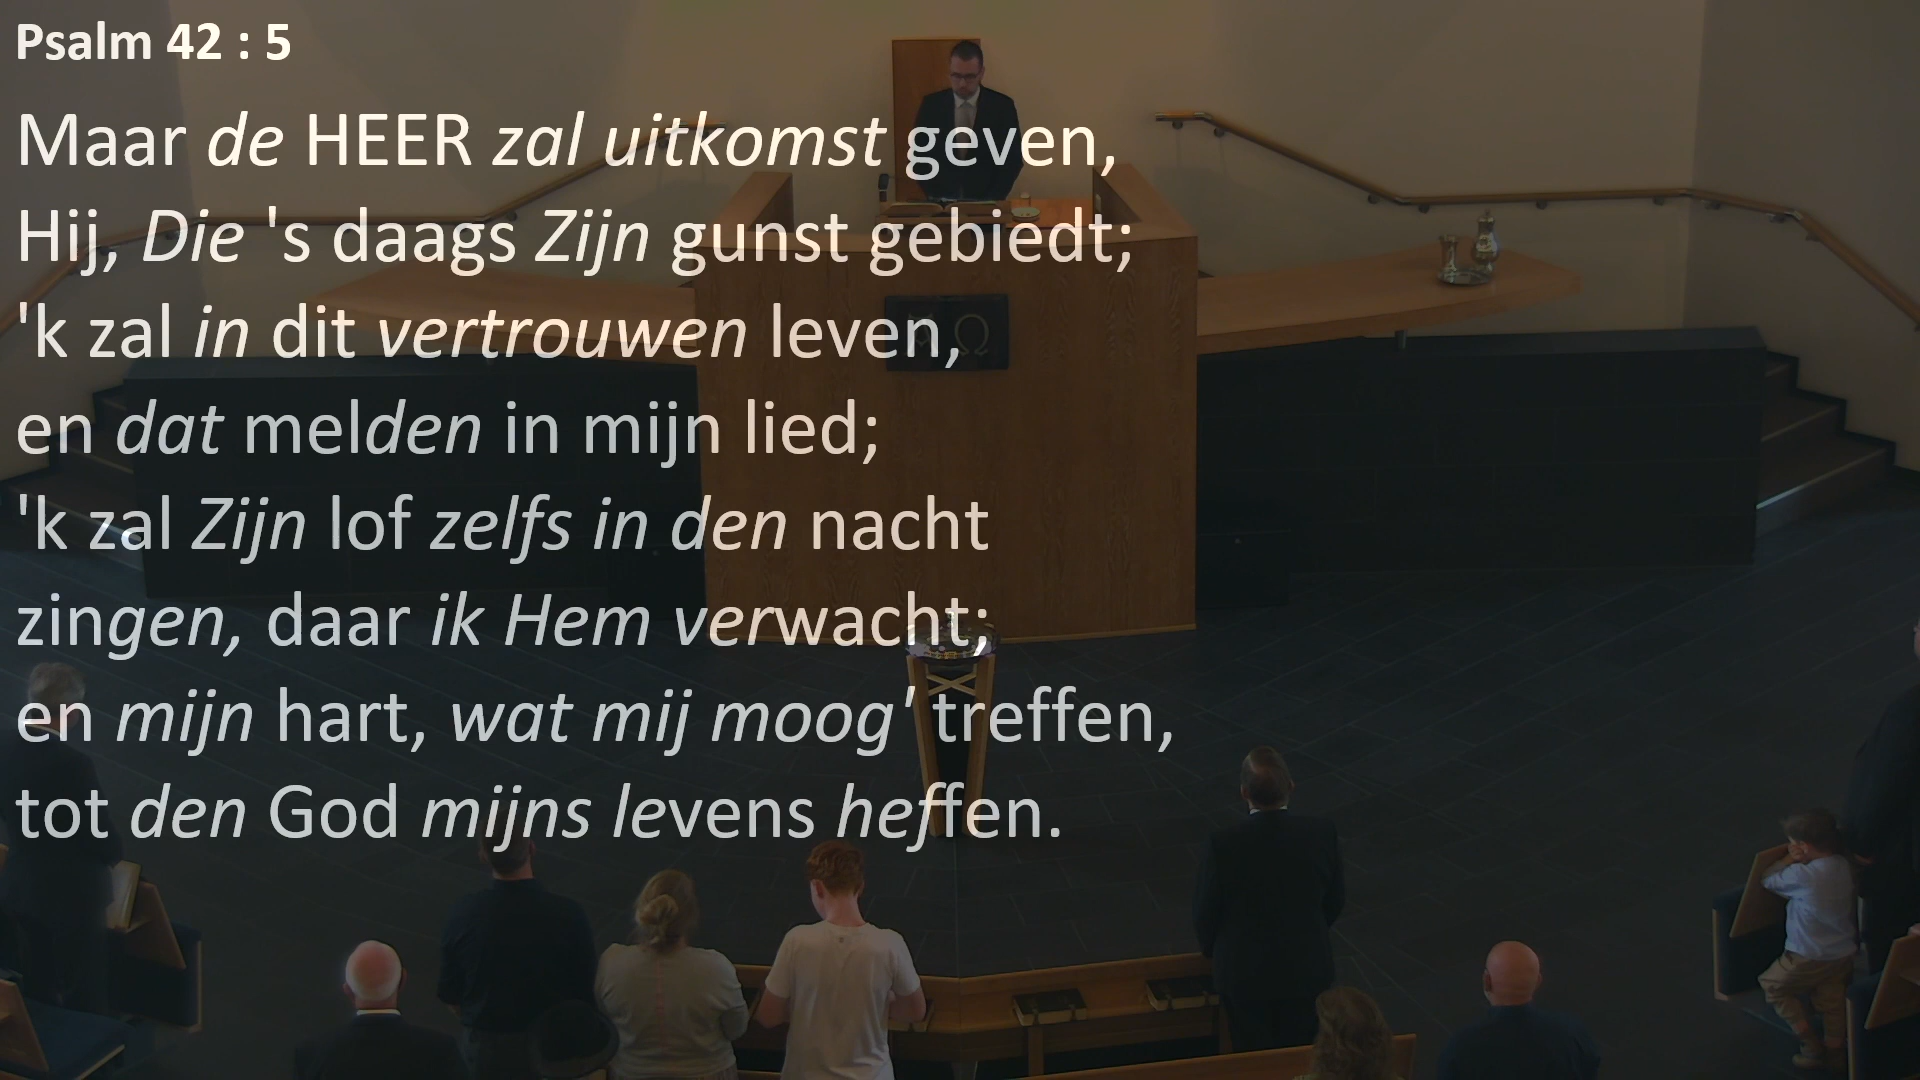 Psalm 42 : 5
Maar de HEER zal uitkomst geven,
Hij, Die 's daags Zijn gunst gebiedt;
'k zal in dit vertrouwen leven,
en dat melden in mijn lied;
'k zal Zijn lof zelfs in den nacht
zingen, daar ik Hem verwacht;
en mijn hart, wat mij moog' treffen,
tot den God mijns levens heffen.